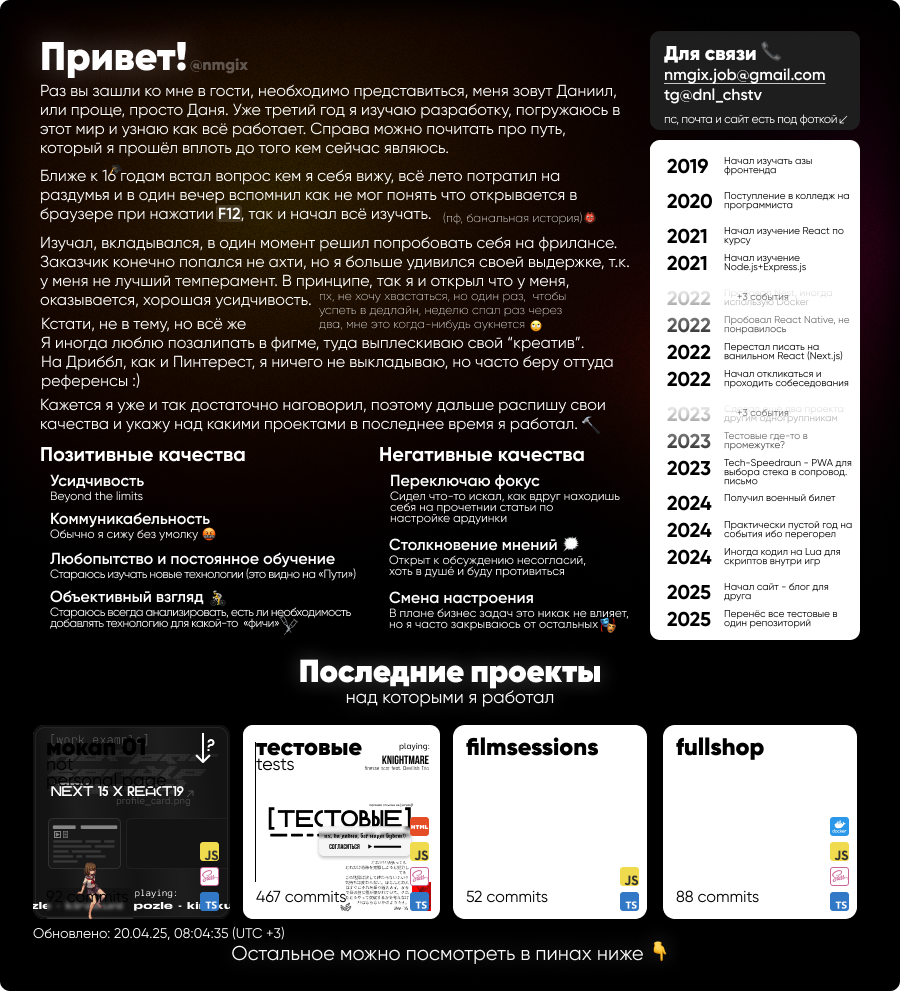 Привет! @nmgix
Раз вы зашли ко мне в гости, необходимо представиться, меня зовут Даниил,
или проще, просто Даня. Уже третий год я изучаю разработку, погружаюсь в
этот мир и узнаю как всё работает. Справа можно почитать про путь,
который я прошёл вплоть до того кем сейчас являюсь.
Ближе к 16 годам встал вопрос кем я себя вижу, всё лето потратил на
раздумья и в один вечер вспомнил как не мог понять что открывается в
браузере при нажатии F12, так и начал всё изучать. (пф, банальная история)👹
Изучал, вкладывался, в один момент решил попробовать себя на фрилансе.
Заказчик конечно попался не ахти, но я больше удивился своей выдержке, т.к.
у меня не лучший темперамент. В принципе, так я и открыл что у меня,
оказывается, хорошая усидчивость.
пх, не хочу хвастаться, но один раз, чтобы
успеть в дедлайн, неделю спал раз через
два, мне это когда-нибудь аукнется 🙄
Кстати, не в тему, но всё же
Я иногда люблю позалипать в фигме, туда выплескиваю свой “креатив”.
На Дриббл, как и Пинтерест, я ничего не выкладываю, но часто беру оттуда
референсы :)
Кажется я уже и так достаточно наговорил, поэтому дальше распишу свои
качества и укажу над какими проектами в последнее время я работал.🔨
Позитивные качества
Усидчивость
Beyond the limits
Коммуникабельность
Обычно я сижу без умолку 🤬
Любопытство и постоянное обучение
Стараюсь изучать новые технологии (это видно на «Пути»)
Объективный взгляд
Стараюсь всегда анализировать, есть ли необходимость
добавлять технологию для какой-то «фичи»
Негативные качества
Переключаю фокус
Сидел что-то искал, как вдруг находишь
себя на прочетнии статьи по
настройке ардуинки
Столкновение мнений
Открыт к обсуждению несогласий,
хоть в душе и буду противиться
Смена настроения
В плане бизнес задач это никак не влияет,
но я часто закрываюсь от остальных🎭
Для связи 📞
nmgix.job@gmail.com
tg@dnl_chstv
пс, почта и сайт есть под фоткой↙
2019 Начал изучать азы
фронтенда
2020 Поступление в колледж на
программиста
2021 Начал изучение React по
курсу
2021 Начал изучение
Node.js+Express.js
2022 +3 события
использую Docker
2022 Пробовал React Native, не
понравилось
2022 Перестал писать на
ванильном React (Next.js)
2022 Начал откликаться и
проходить собеседования
2023 +3 события
другим одногруппникам
2023 Тестовые где-то в
промежутке?
2023 Tech-Speedraun - PWA для
выбора стека в сопровод.
письмо
2024 Получил военный билет
2024 Практически пустой год на
события ибо перегорел
2024 Иногда кодил на Lua для
скриптов внутри игр
2025 Начал сайт - блог для
друга
2025 Перенёс все тестовые в
один репозиторий
Последние проекты
над которыми я работал
[work example]
мокап 01
not
personal page
NEXT 15 X REACT19
profile_card.png
?
JS
Sass
TS
92 commits
playing:
pozle - ki
тестовые
tests
playing:
KNIGHTMARE
[ТЕСТОВЫЕ]
СОГЛАСИТЬСЯ
HTML
JS
Sass
TS
467 commits
filmsessions
JS
TS
52 commits
fullshop
docker
JS
Sass
TS
88 commits
Обновлено: 20.04.25, 08:04:35 (UTC +3)
Остальное можно посмотреть в пинах ниже 👇